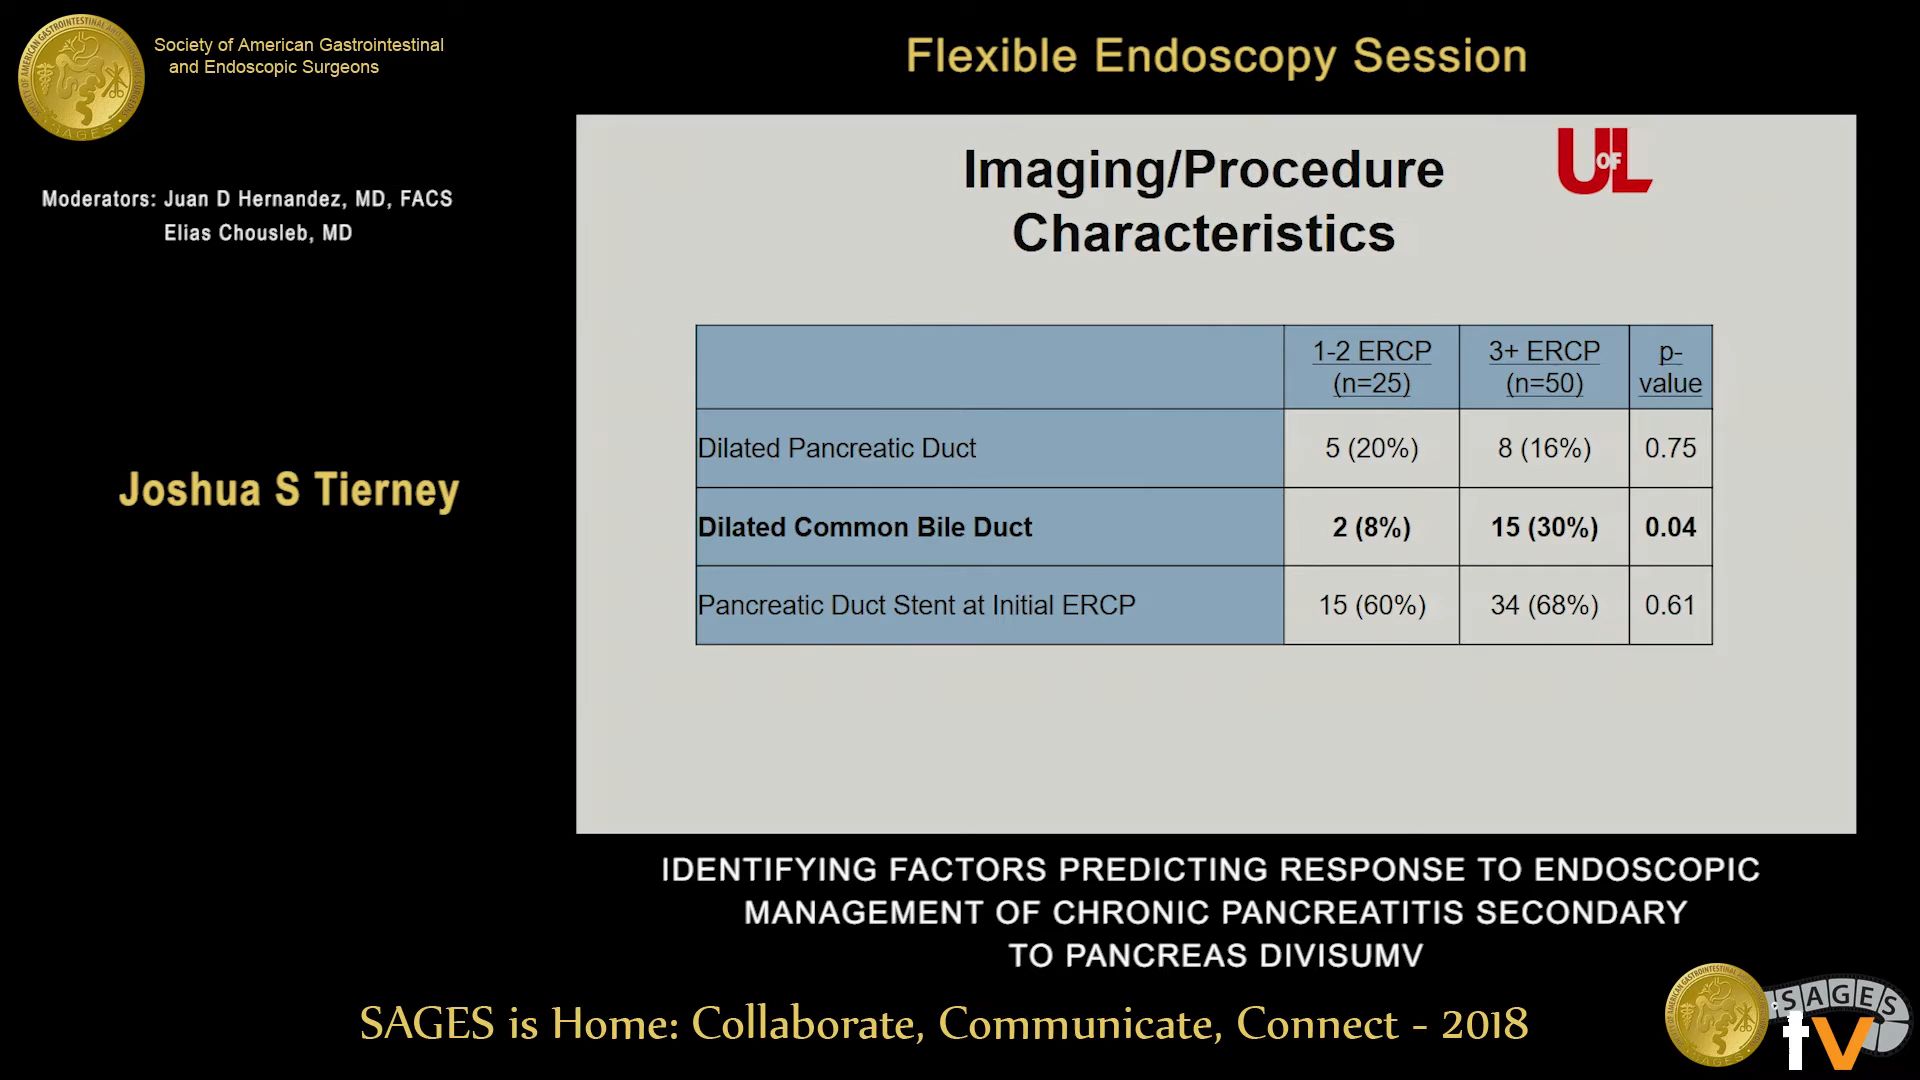 Society of American Gastrointestinal
and Endoscopic Surgeons
Flexible Endoscopy Session
Moderators: Juan D Hernandez, MD, FACS
Elias Chousleb, MD
Joshua S Tierney
Imaging/Procedure
Characteristics
U OF L
1-2 ERCP (n=25)
3+ ERCP (n=50)
p-value
Dilated Pancreatic Duct 5 (20%) 8 (16%) 0.75
Dilated Common Bile Duct 2 (8%) 15 (30%) 0.04
Pancreatic Duct Stent at Initial ERCP 15 (60%) 34 (68%) 0.61
IDENTIFYING FACTORS PREDICTING RESPONSE TO ENDOSCOPIC
MANAGEMENT OF CHRONIC PANCREATITIS SECONDARY
TO PANCREAS DIVISUMV
SAGES is Home: Collaborate, Communicate, Connect - 2018
SAGES
tv